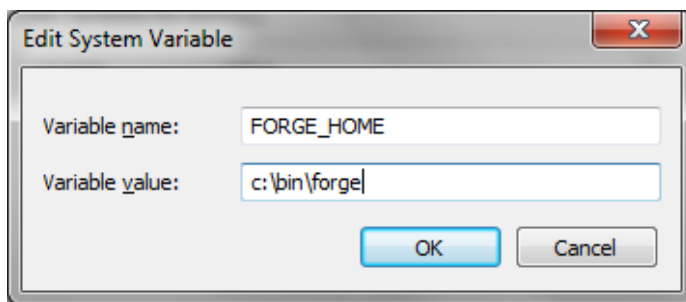 Edit System Variable
Variable name: FORGE_HOME
Variable value: c:\bin\forge
OK Cancel